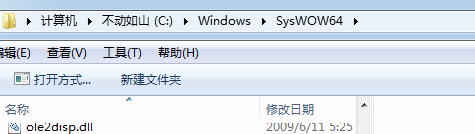 计算机 ▸ 不动如山 (C:) ▸ Windows ▸ SysWOW64 ▸
编辑(E) 查看(V) 工具(T) 帮助(H)
打开方式... 新建文件夹
名称 修改日期
ole2disp.dll 2009/6/11 5:25